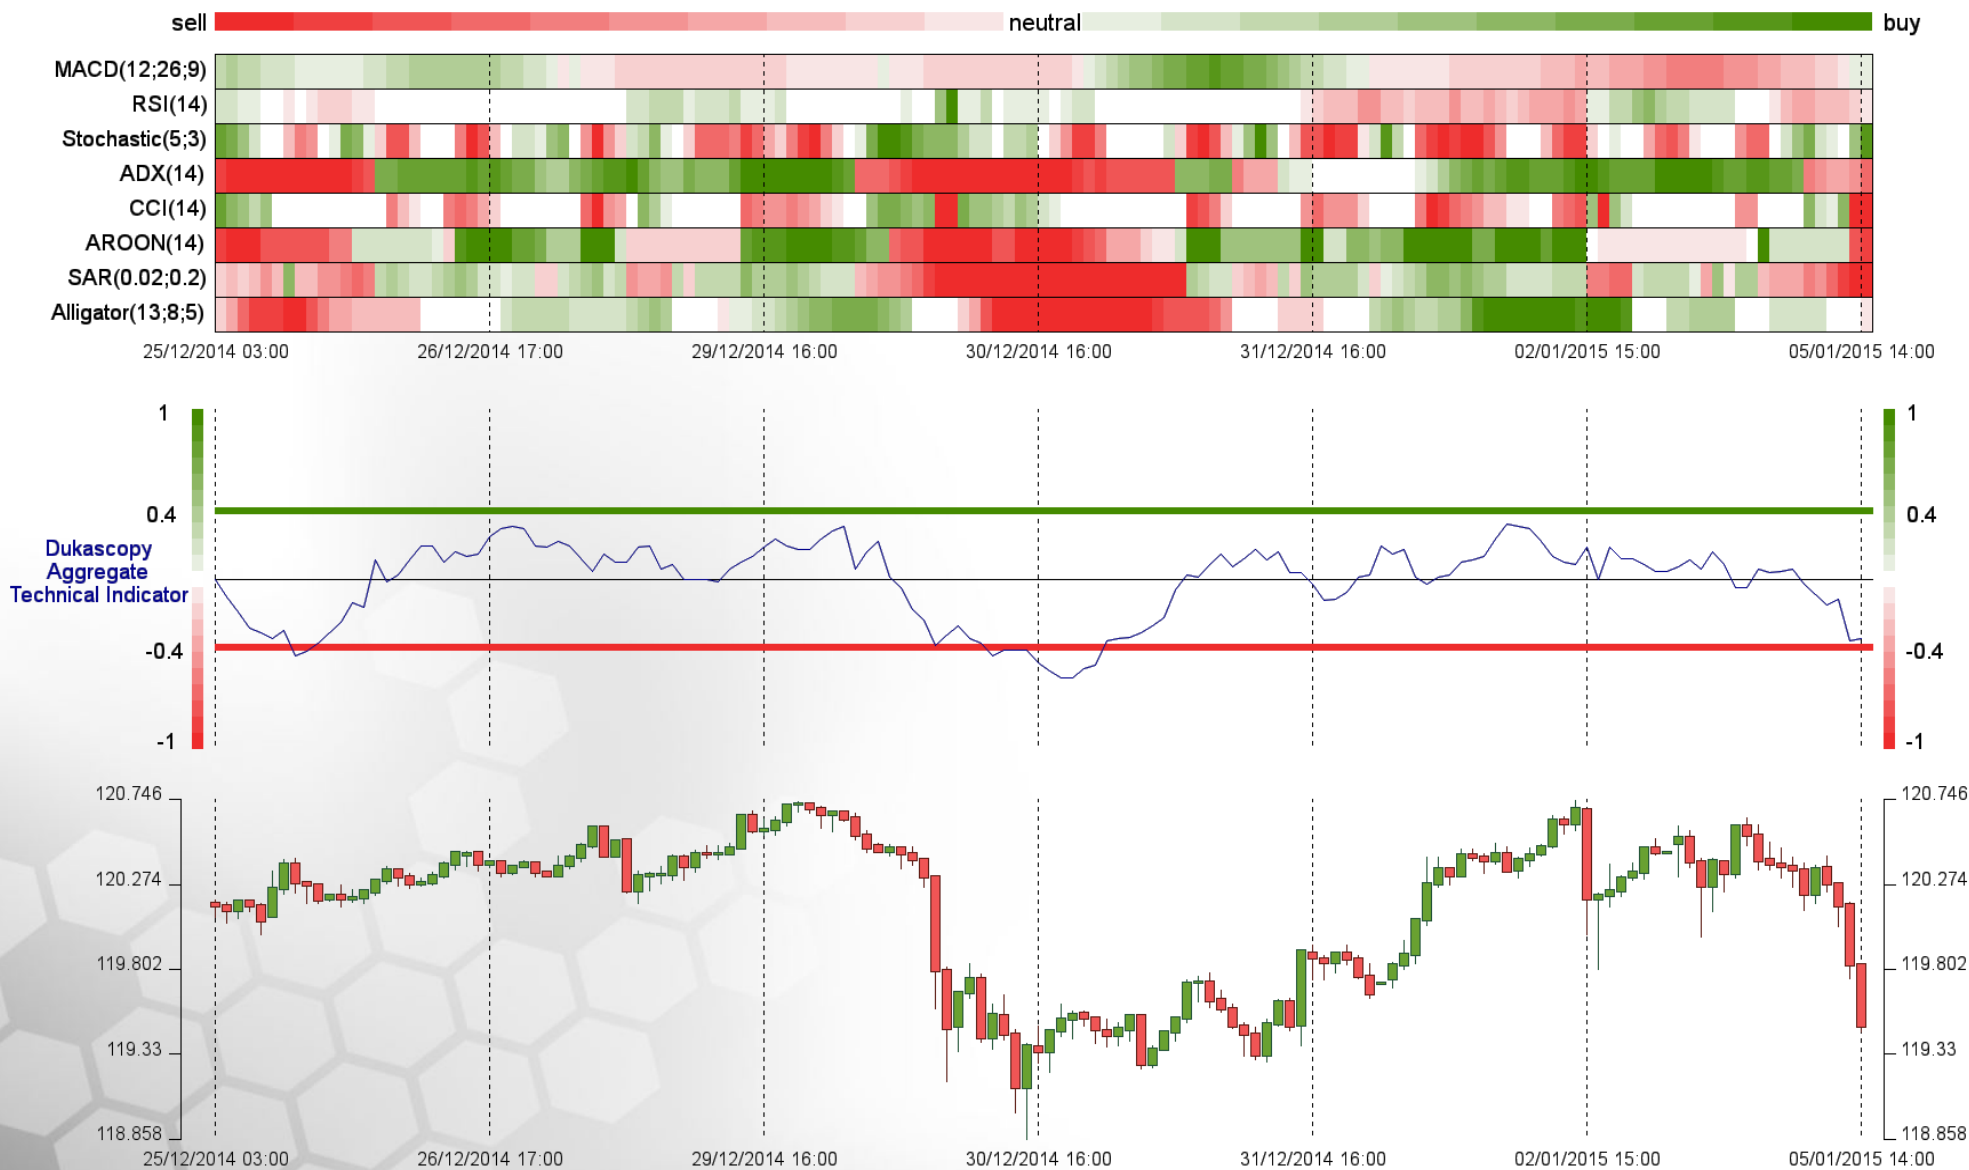 sell neutral buy
MACD(12;26;9)
RSI(14)
Stochastic(5;3)
ADX(14)
CCI(14)
AROON(14)
SAR(0.02;0.2)
Alligator(13;8;5)
25/12/2014 03:00 26/12/2014 17:00 29/12/2014 16:00 30/12/2014 16:00 31/12/2014 16:00 02/01/2015 15:00 05/01/2015 14:00
1 1
0.4 0.4
Dukascopy
Aggregate
Technical Indicator
-0.4 -0.4
-1 -1
120.746 120.746
120.274 120.274
119.802 119.802
119.33 119.33
118.858 118.858
25/12/2014 03:00 26/12/2014 17:00 29/12/2014 16:00 30/12/2014 16:00 31/12/2014 16:00 02/01/2015 15:00 05/01/2015 14:00